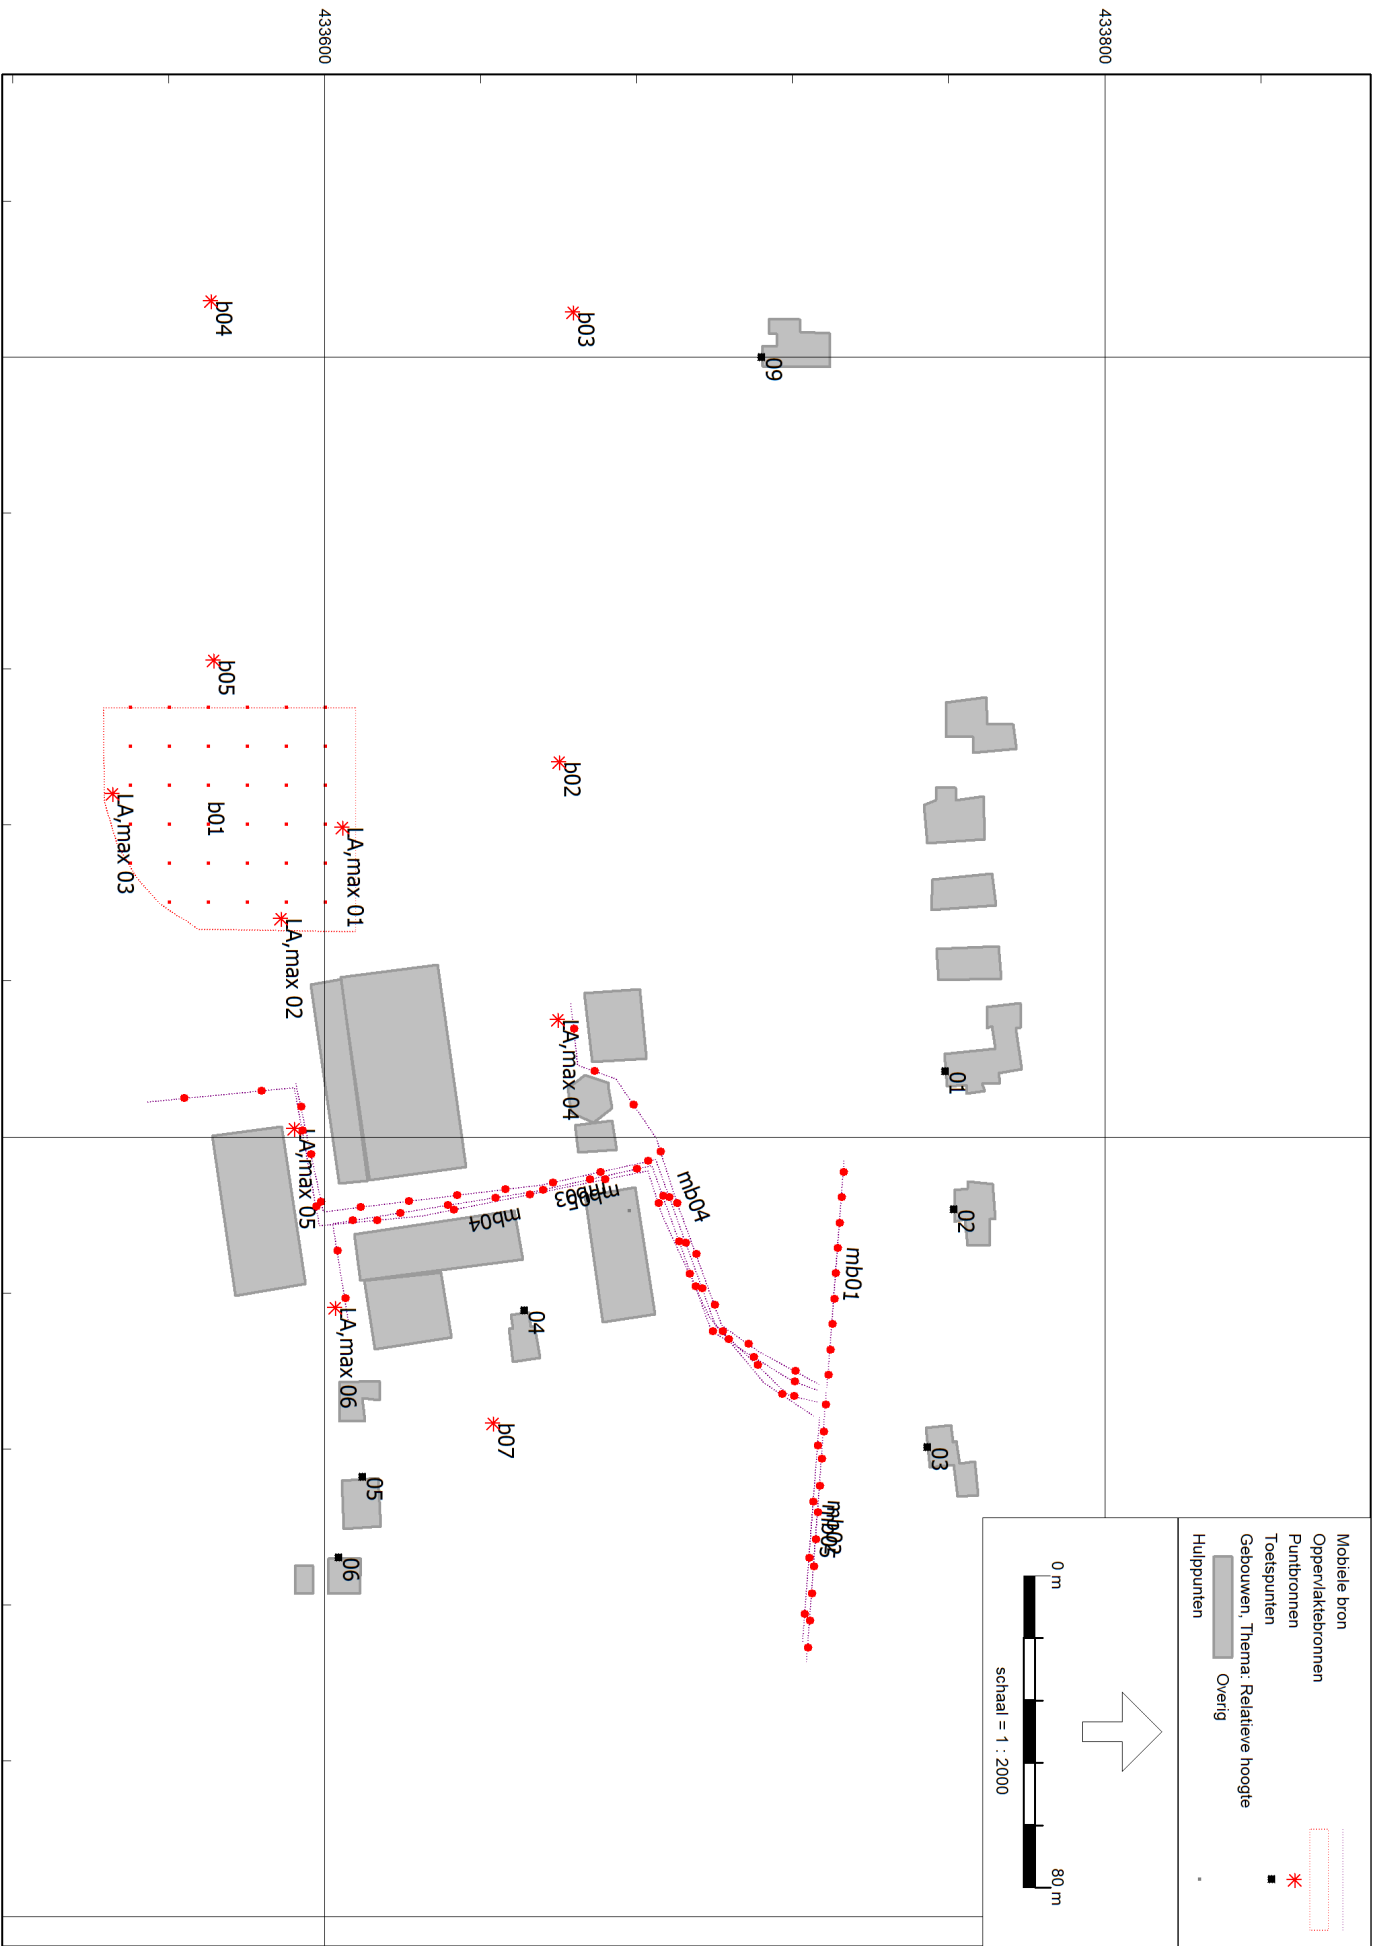 433600
433800
b04
b03
09
b05
b02
b01
LA,max 03
LA,max 01
LA,max 02
LA,max 04
LA,max 05
LA,max 06
01
02
03
04
05
06
b07
mb04
mb03
mb04
mb01
mb02
mb05
Mobiele bron
Oppervlaktebronnen
Puntbronnen
Toetspunten
Gebouwen, Thema: Relatieve hoogte
Overig
Hulppunten
0 m
80 m
schaal = 1 : 2000